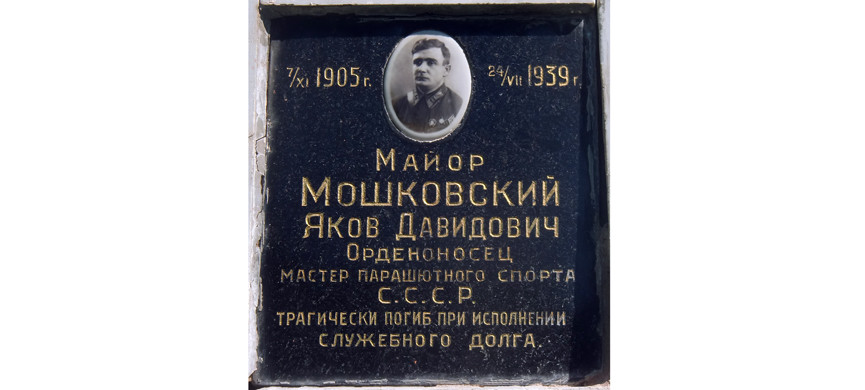 7/XI 1905 г. 24/VII 1939 г.
Майор
Мошковский
Яков Давидович
Орденоносец
мастер парашютного спорта
С.С.С.Р.
трагически погиб при исполнении
служебного долга.